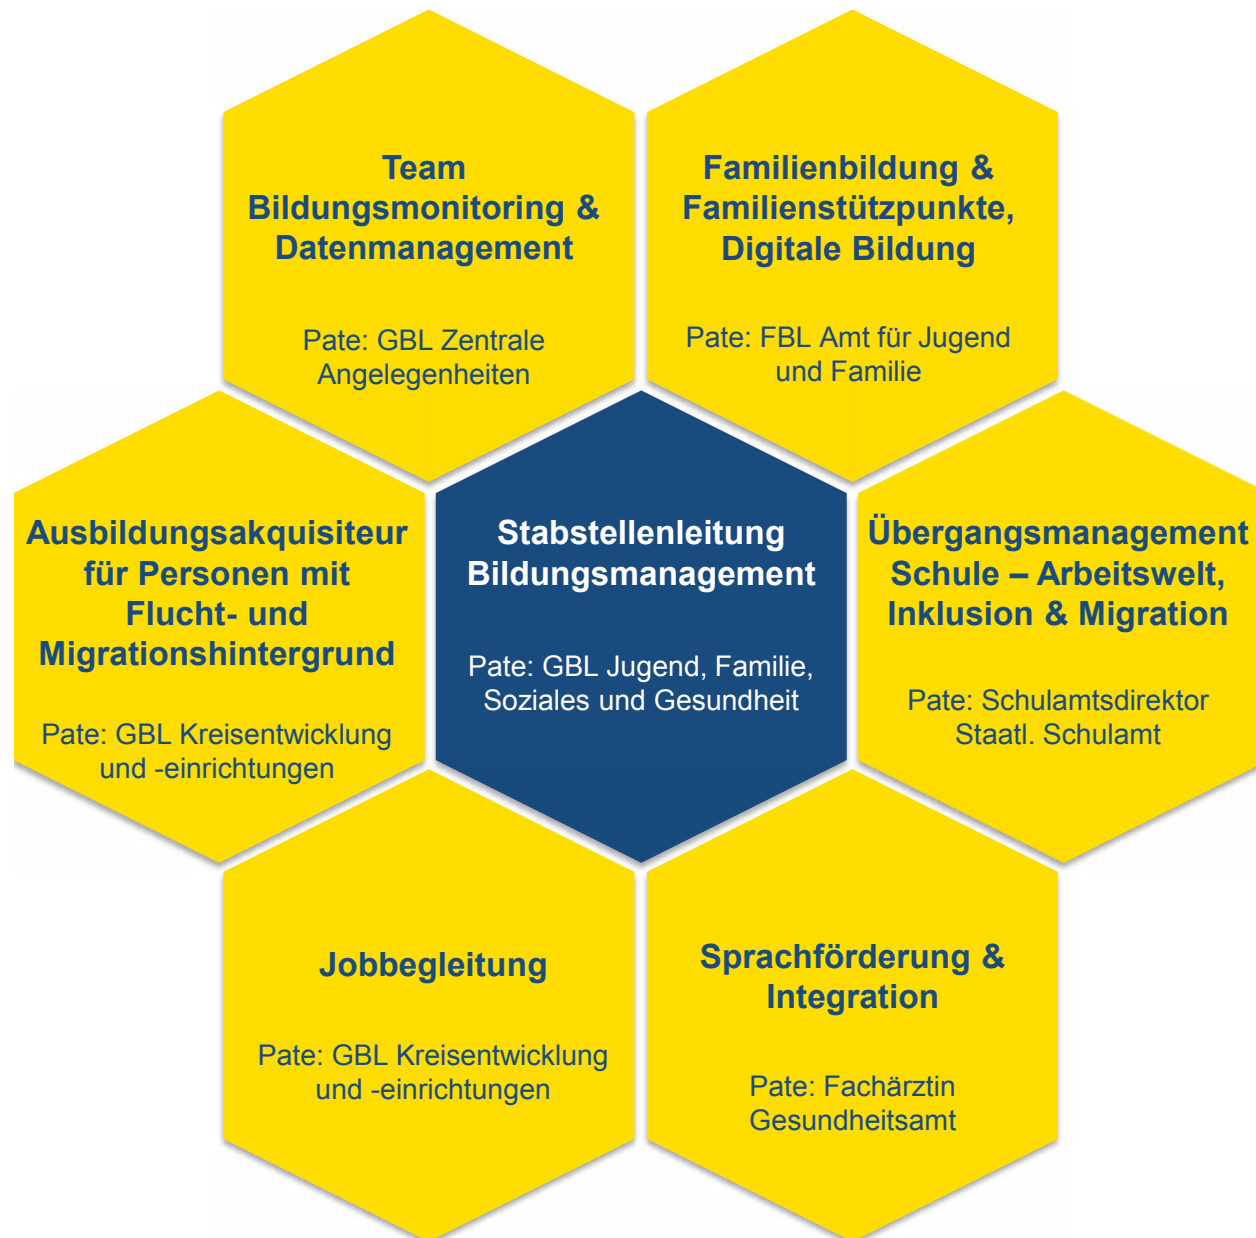 Team
Bildungsmonitoring &
Datenmanagement
Pate: GBL Zentrale
Angelegenheiten
Familienbildung &
Familienstützpunkte,
Digitale Bildung
Pate: FBL Amt für Jugend
und Familie
Ausbildungsakquisiteur
für Personen mit
Flucht- und
Migrationshintergrund
Pate: GBL Kreisentwicklung
und -einrichtungen
Stabstellenleitung
Bildungsmanagement
Pate: GBL Jugend, Familie,
Soziales und Gesundheit
Übergangsmanagement
Schule – Arbeitswelt,
Inklusion & Migration
Pate: Schulamtsdirektor
Staatl. Schulamt
Jobbegleitung
Pate: GBL Kreisentwicklung
und -einrichtungen
Sprachförderung &
Integration
Pate: Fachärztin
Gesundheitsamt